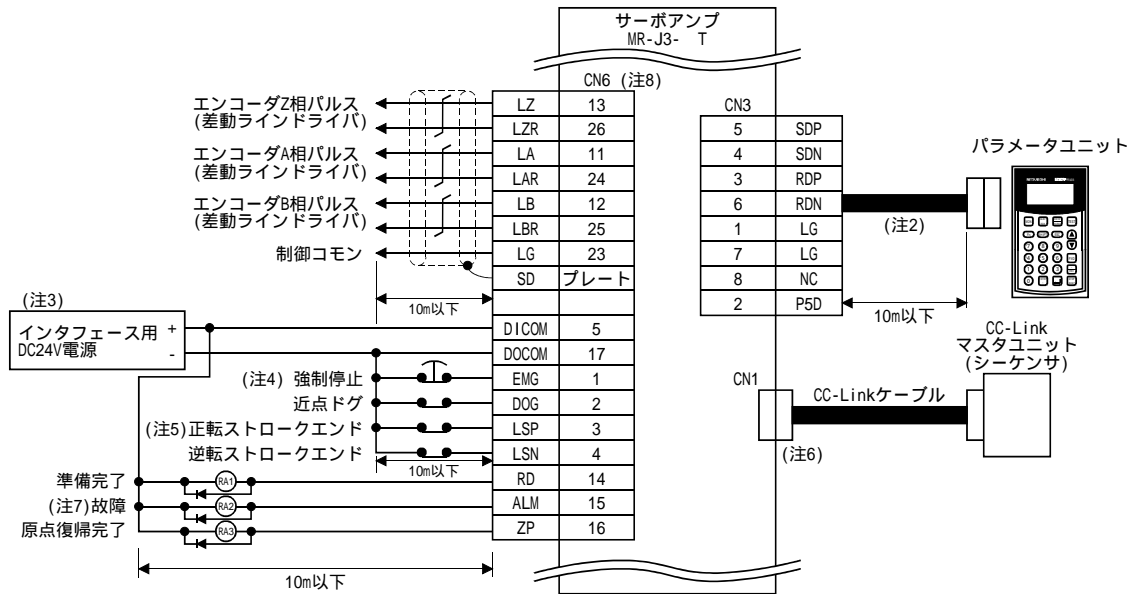 サーボアンプ
MR-J3- T
CN6 (注8)
エンコーダZ相パルス
(差動ラインドライバ)
エンコーダA相パルス
(差動ラインドライバ)
エンコーダB相パルス
(差動ラインドライバ)
制御コモン
LZ 13
LZR 26
LA 11
LAR 24
LB 12
LBR 25
LG 23
SD プレート
10m以下
(注3)
インタフェース用 +
DC24V電源 -
DICOM 5
DOCOM 17
(注4) 強制停止 EMG 1
近点ドグ DOG 2
(注5)正転ストロークエンド LSP 3
逆転ストロークエンド LSN 4
10m以下
準備完了 RA1 RD 14
(注7)故障 RA2 ALM 15
原点復帰完了 RA3 ZP 16
10m以下
CN3
5 SDP
4 SDN
3 RDP
6 RDN
1 LG
7 LG
8 NC
2 P5D
(注2)
10m以下
パラメータユニット
CN1
CC-Linkケーブル
(注6)
CC-Link
マスタユニット
(シーケンサ)